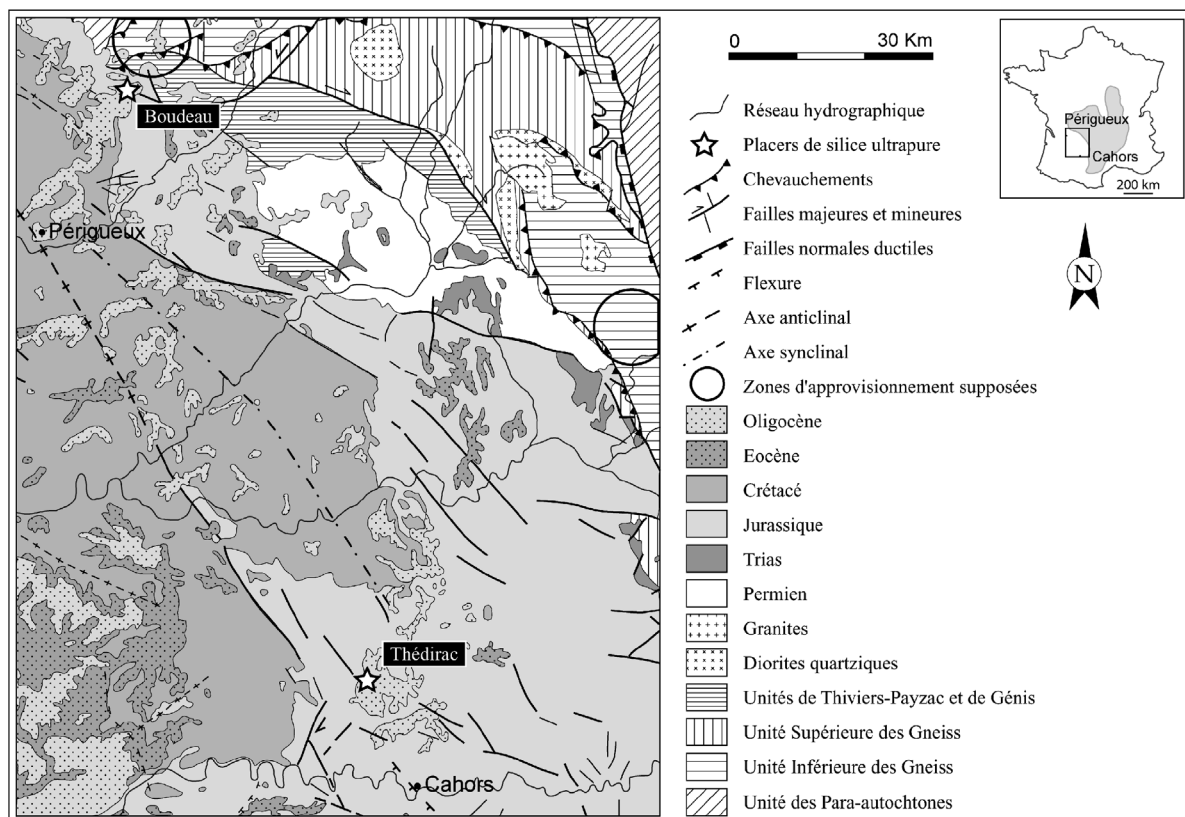 Boudeau
Périgueux
Thédirac
Cahors
0 30 Km
Réseau hydrographique
Placers de silice ultrapure
Chevauchements
Failles majeures et mineures
Failles normales ductiles
Flexure
Axe anticlinal
Axe synclinal
Zones d'approvisionnement supposées
Oligocène
Eocène
Crétacé
Jurassique
Trias
Permien
Granites
Diorites quartziques
Unités de Thiviers-Payzac et de Génis
Unité Supérieure des Gneiss
Unité Inférieure des Gneiss
Unité des Para-autochtones
Périgueux
Cahors
200 km
N